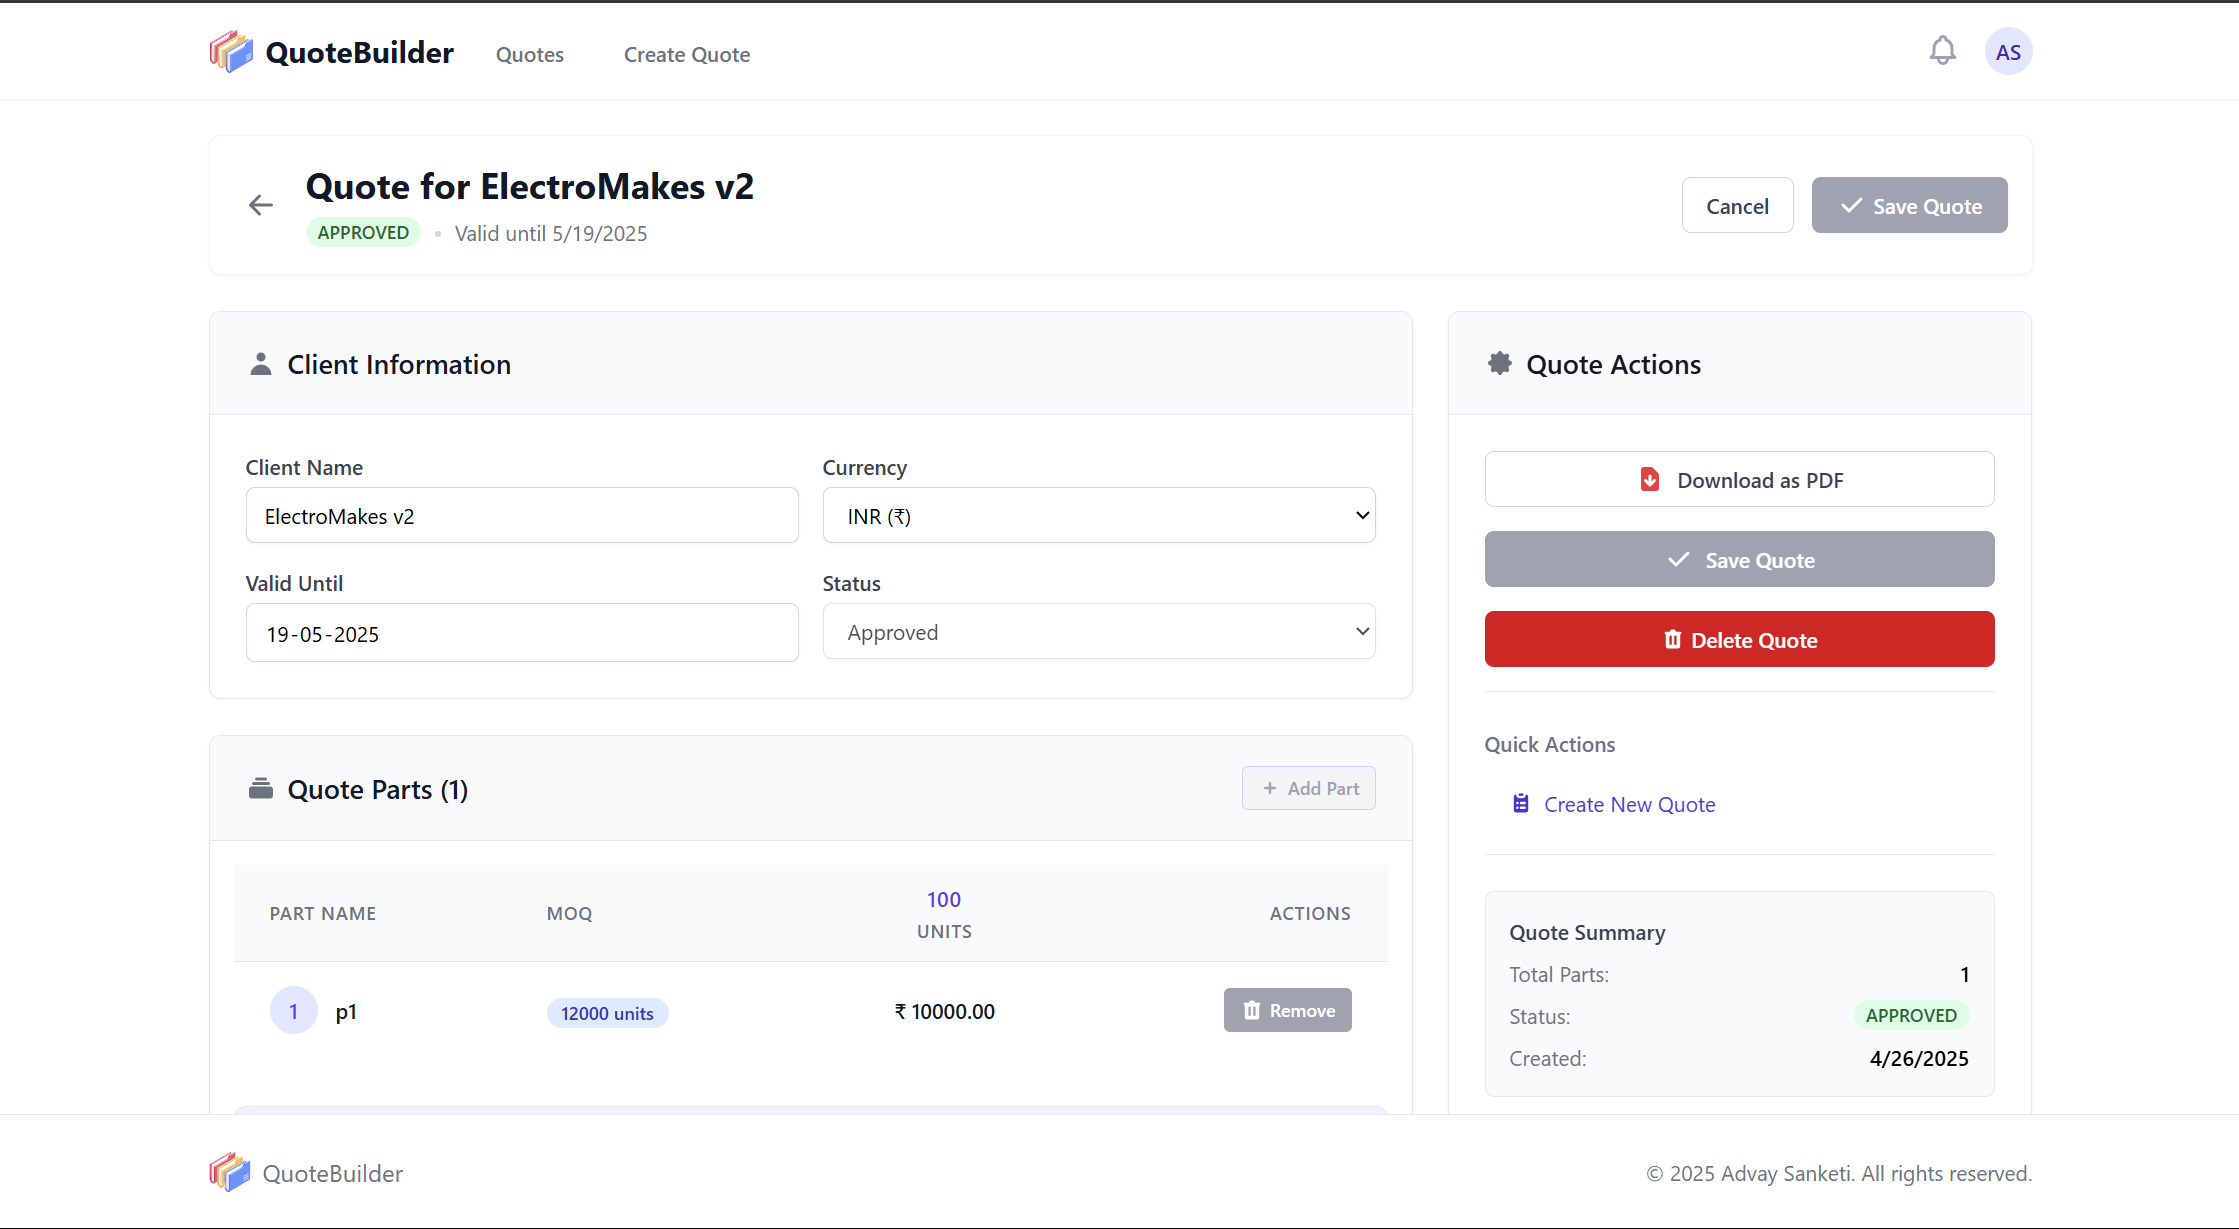 QuoteBuilder Quotes Create Quote AS
Quote for ElectroMakes v2
APPROVED • Valid until 5/19/2025
Cancel Save Quote
Client Information
Client Name
ElectroMakes v2
Currency
INR (₹)
Valid Until
19-05-2025
Status
Approved
Quote Parts (1)
+ Add Part
PART NAME MOQ 100 UNITS ACTIONS
1 p1 12000 units ₹ 10000.00 Remove
Quote Actions
Download as PDF
Save Quote
Delete Quote
Quick Actions
Create New Quote
Quote Summary
Total Parts: 1
Status: APPROVED
Created: 4/26/2025
QuoteBuilder
© 2025 Advay Sanketi. All rights reserved.